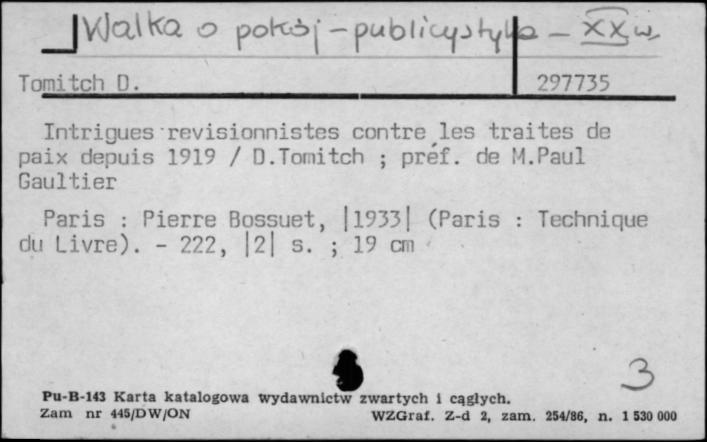 Walka o pokój - publicystyka - XX w.
Tomitch D.
297735
Intrigues revisionnistes contre les traites de
paix depuis 1919 / D.Tomitch ; préf. de M.Paul
Gaultier
Paris : Pierre Bossuet, |1933| (Paris : Technique
du Livre). - 222, |2| s. ; 19 cm
3
Pu-B-143 Karta katalogowa wydawnictw zwartych i ciągłych.
Zam nr 445/DW/ON
WZGraf. Z-d 2, zam. 254/86, n. 1 530 000